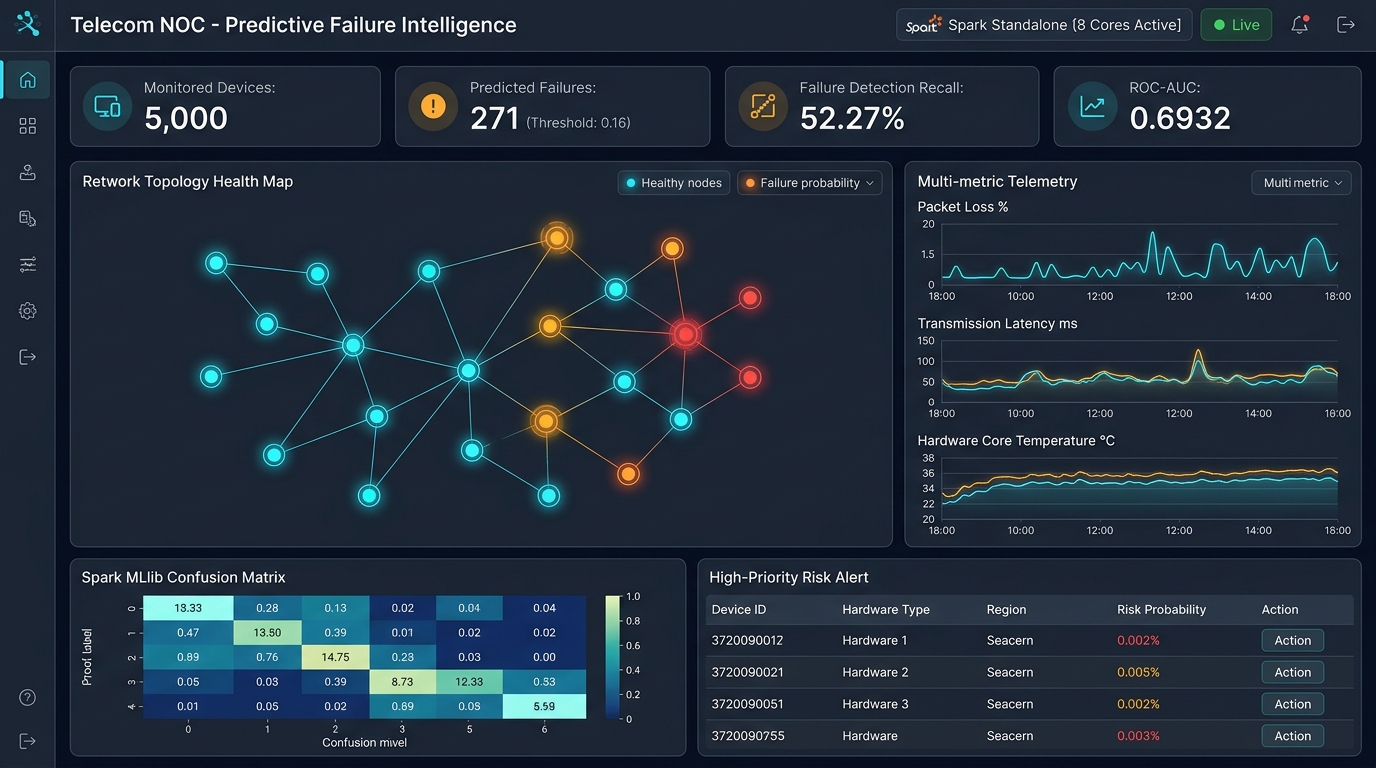 Telecom NOC - Predictive Failure Intelligence
Spark Spark Standalone [8 Cores Active]
Live
Monitored Devices:
5,000
Predicted Failures:
271 (Threshold: 0.16)
Failure Detection Recall:
52.27%
ROC-AUC:
0.6932
Retwork Topology Health Map
Healthy nodes
Failure probability
Multi-metric Telemetry
Multi metric
Packet Loss %
20
1.5
0
18:00 10:00 12:00 12:00 14:00 18:00
Transmission Latency ms
150
100
50
0
18:00 10:00 12:00 12:00 14:00 16:00
Hardware Core Temperature °C
38
36
34
22
20
18:00 10:00 12:00 12:00 14:00 18:00
Spark MLlib Confusion Matrix
0 13.33 0.28 0.13 0.02 0.04 0.04
1 0.47 13.50 0.39 0.01 0.02 0.02
2 0.89 0.76 14.75 0.23 0.03 0.00
3 0.05 0.03 0.39 8.73 12.33 0.83
4 0.01 0.05 0.02 0.69 0.05 5.59
0 1 2 3 5 6
Confusion mivel
1.0
0.8
0.6
0.4
0.2
0
High-Priority Risk Alert
Device ID Hardware Type Region Risk Probability Action
3720090012 Hardware 1 Seacern 0.002% Action
3720090021 Hardware 2 Seacern 0.005% Action
3720090051 Hardware 3 Seacern 0.002% Action
3720090755 Hardware Seacern 0.003% Action